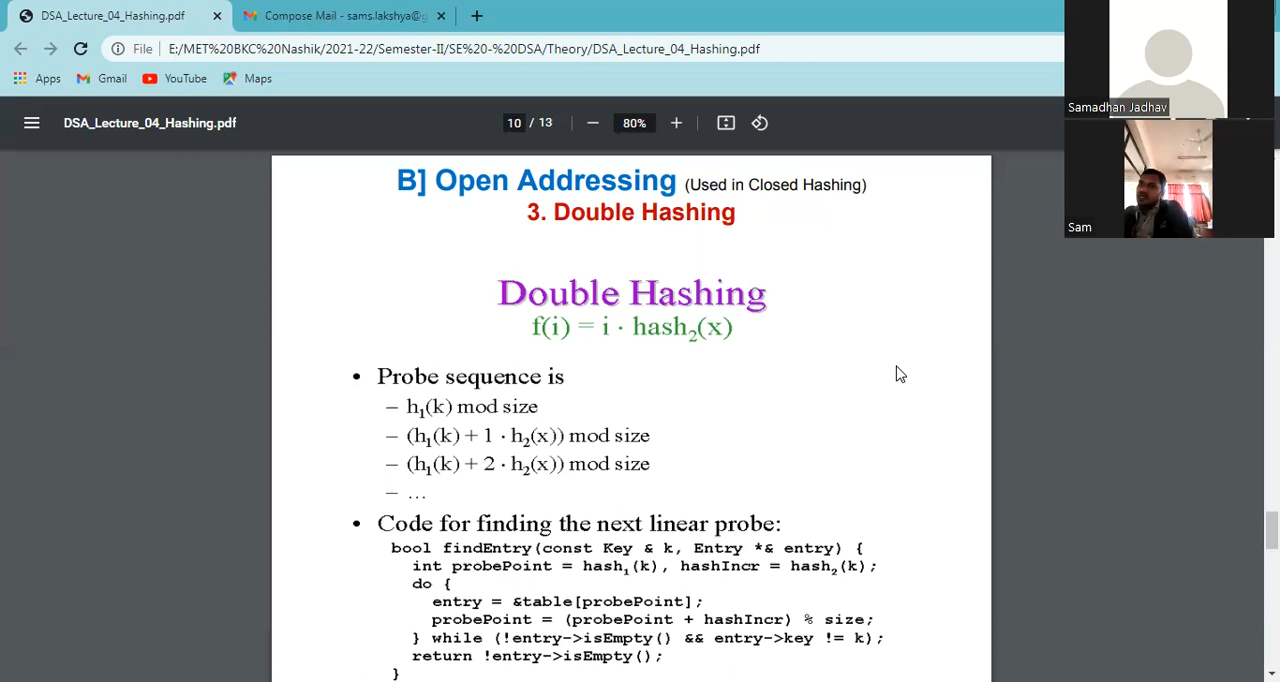 DSA_Lecture_04_Hashing.pdf
Compose Mail - sams.lakshya@g
File
E:/MET%20BKC%20Nashik/2021-22/Semester-II/SE%20-%20DSA/Theory/DSA_Lecture_04_Hashing.pdf
Apps Gmail YouTube Maps
DSA_Lecture_04_Hashing.pdf
10 / 13 80%
Samadhan Jadhav
Sam
B] Open Addressing (Used in Closed Hashing)
3. Double Hashing
Double Hashing
f(i) = i · hash₂(x)
• Probe sequence is
– h₁(k) mod size
– (h₁(k) + 1 · h₂(x)) mod size
– (h₁(k) + 2 · h₂(x)) mod size
– …
• Code for finding the next linear probe:
bool findEntry(const Key & k, Entry *& entry) {
int probePoint = hash₁(k), hashIncr = hash₂(k);
do {
entry = &table[probePoint];
probePoint = (probePoint + hashIncr) % size;
} while (!entry->isEmpty() && entry->key != k);
return !entry->isEmpty();
}